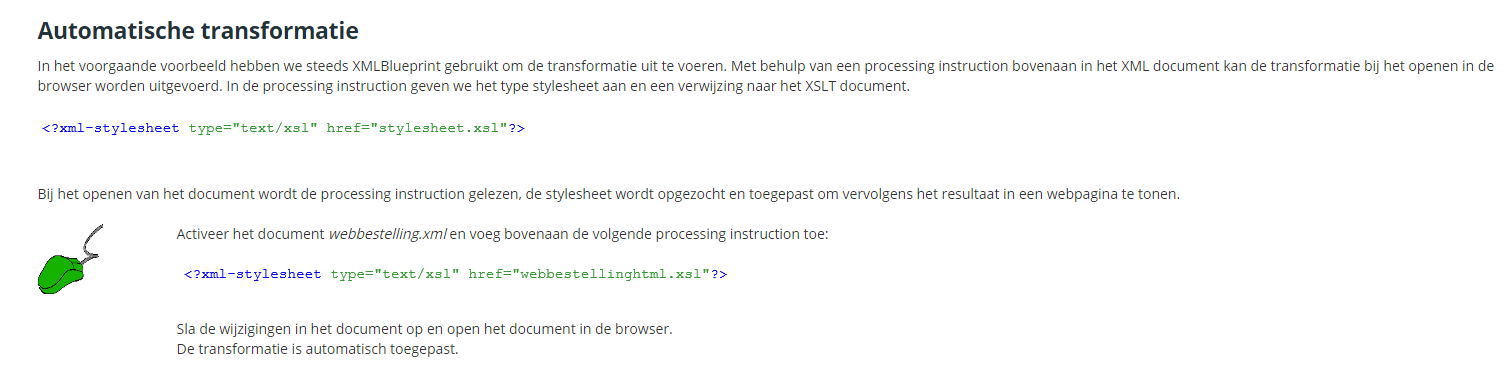 Automatische transformatie
In het voorgaande voorbeeld hebben we steeds XMLBlueprint gebruikt om de transformatie uit te voeren. Met behulp van een processing instruction bovenaan in het XML document kan de transformatie bij het openen in de
browser worden uitgevoerd. In de processing instruction geven we het type stylesheet aan en een verwijzing naar het XSLT document.
<?xml-stylesheet type="text/xsl" href="stylesheet.xsl"?>
Bij het openen van het document wordt de processing instruction gelezen, de stylesheet wordt opgezocht en toegepast om vervolgens het resultaat in een webpagina te tonen.
Activeer het document webbestelling.xml en voeg bovenaan de volgende processing instruction toe:
<?xml-stylesheet type="text/xsl" href="webbestellinghtml.xsl"?>
Sla de wijzigingen in het document op en open het document in de browser.
De transformatie is automatisch toegepast.